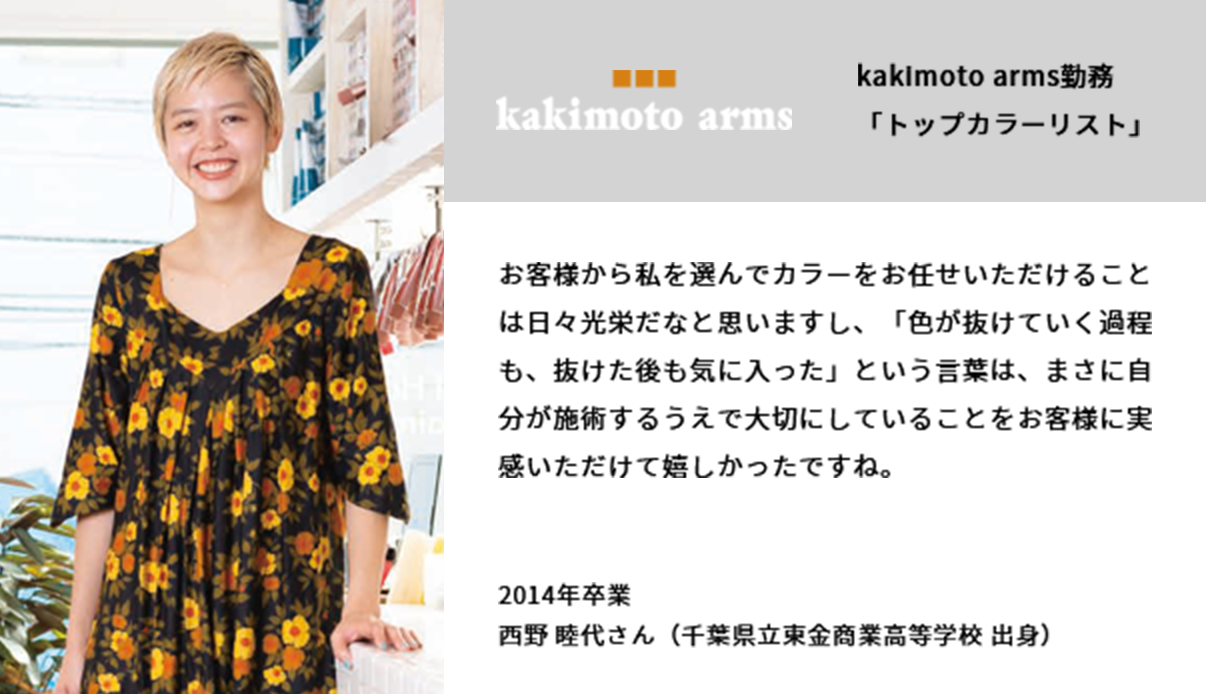 kakimoto arms
kakImoto arms勤務
「トップカラーリスト」
お客様から私を選んでカラーをお任せいただけること
は日々光栄だなと思いますし、「色が抜けていく過程
も、抜けた後も気に入った」という言葉は、まさに自
分が施術するうえで大切にしていることをお客様に実
感いただけて嬉しかったですね。
2014年卒業
西野 睦代さん（千葉県立東金商業高等学校 出身）